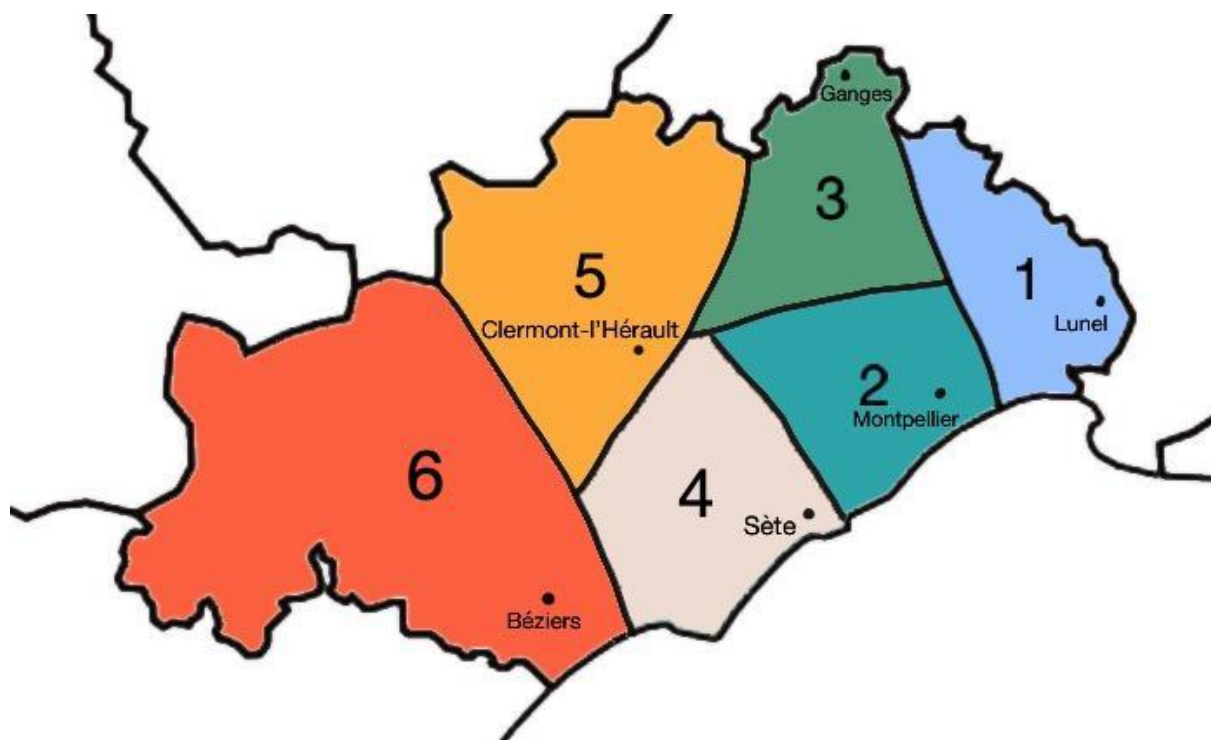 Ganges
3
1
Lunel
5
Clermont-l'Hérault
2
Montpellier
6
4
Sète
Béziers